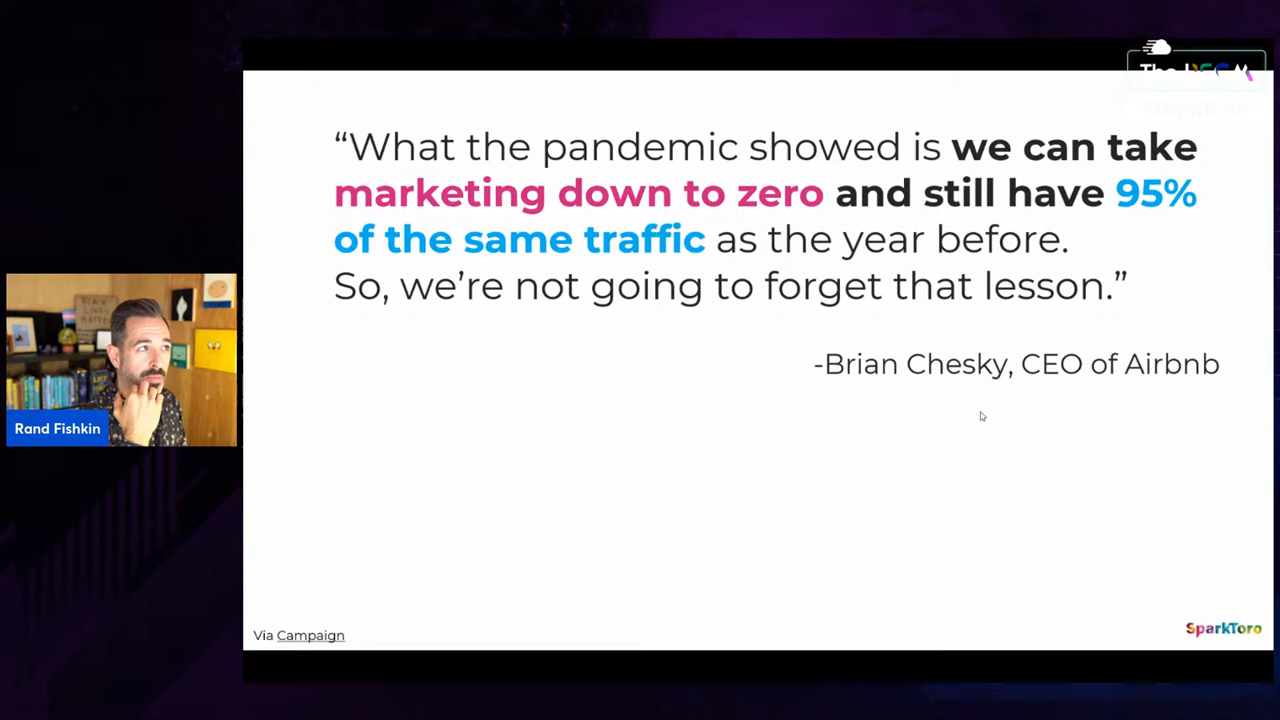 “What the pandemic showed is we can take
marketing down to zero and still have 95%
of the same traffic as the year before.
So, we’re not going to forget that lesson.”
-Brian Chesky, CEO of Airbnb
Rand Fishkin
Via Campaign
SparkToro